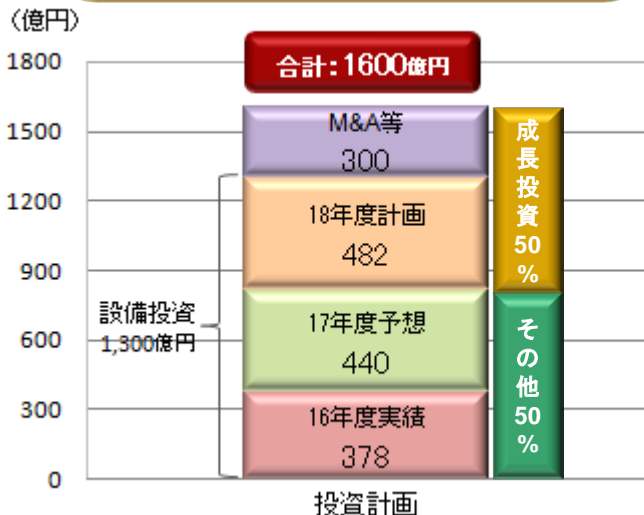 （億円）
合計：1600億円
1800
1500
1200
900
600
300
0
M&A等
300
18年度計画
482
17年度予想
440
16年度実績
378
設備投資
1,300億円
成長投資50%
その他50%
投資計画